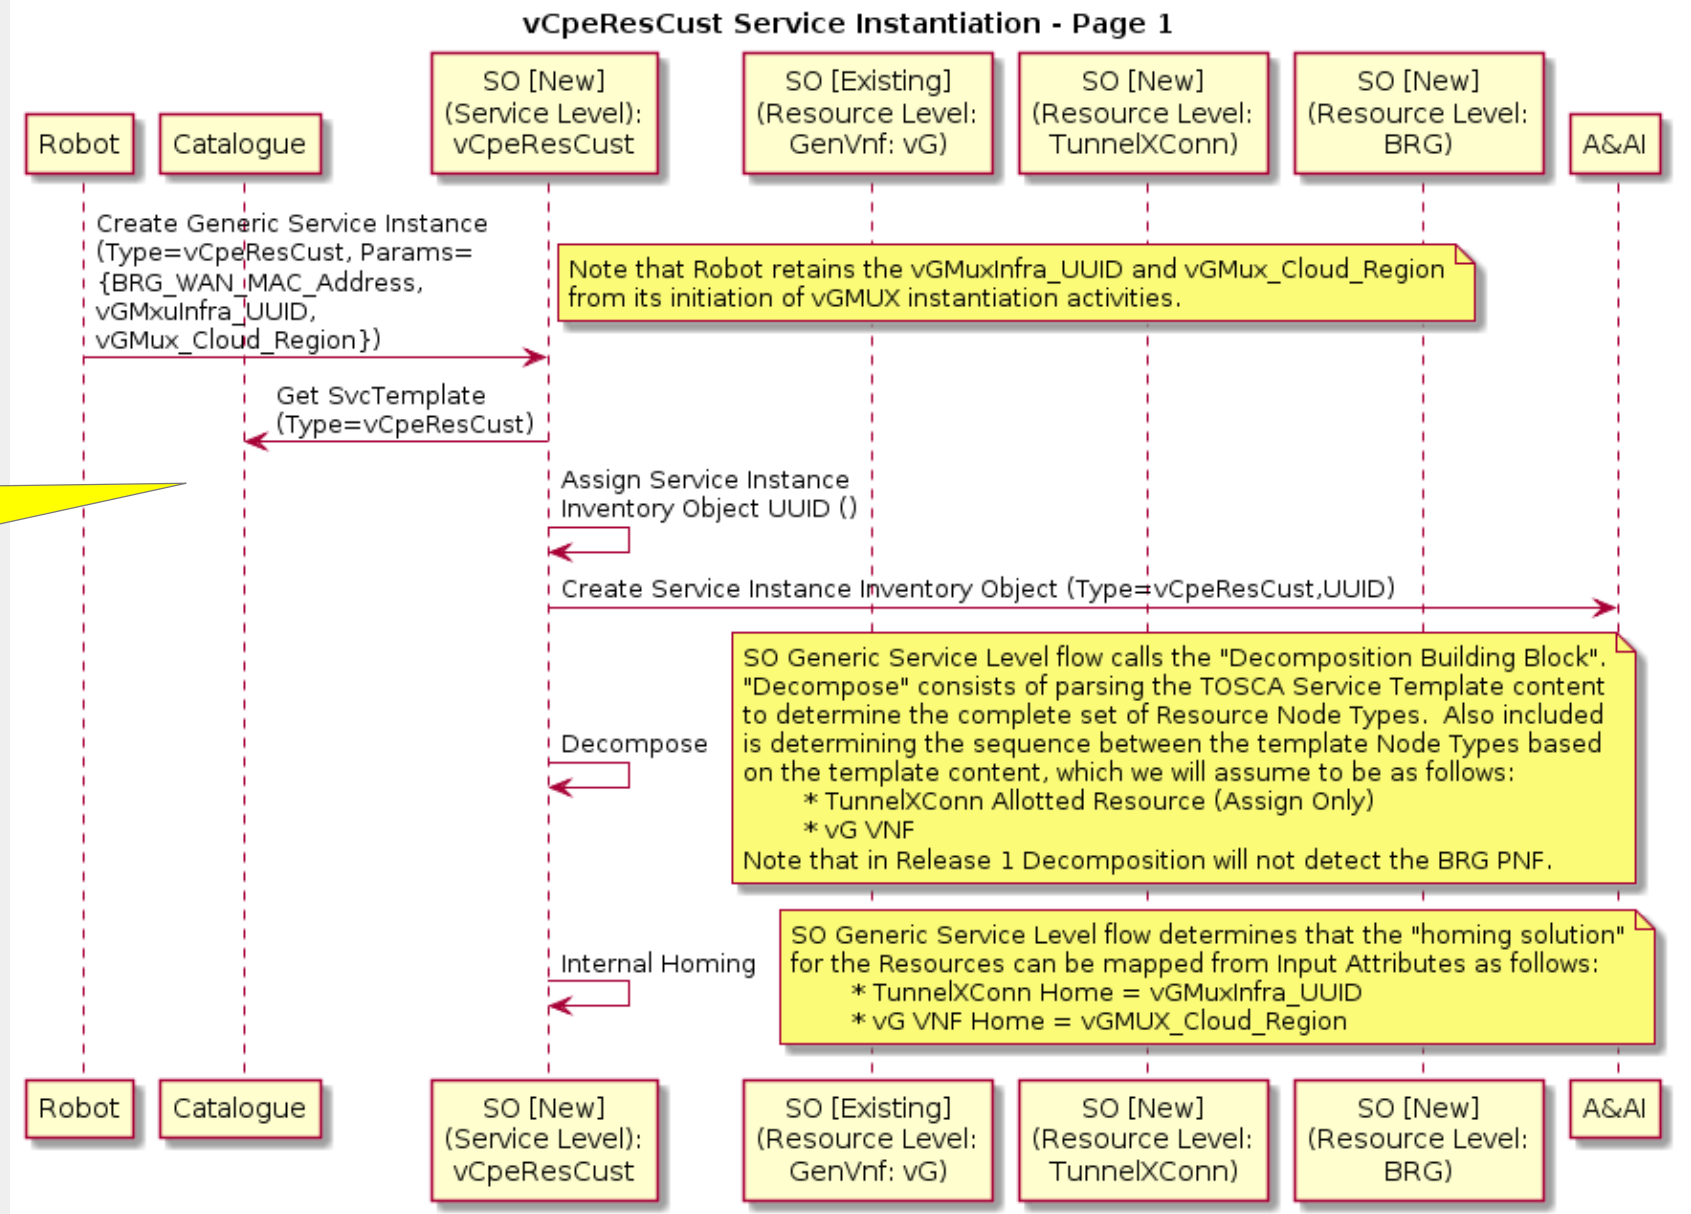 vCpeResCust Service Instantiation - Page 1
Robot
Catalogue
SO [New]
(Service Level):
vCpeResCust
SO [Existing]
(Resource Level:
GenVnf: vG)
SO [New]
(Resource Level:
TunnelXConn)
SO [New]
(Resource Level:
BRG)
A&AI
Create Generic Service Instance
(Type=vCpeResCust, Params=
{BRG_WAN_MAC_Address,
vGMxuInfra_UUID,
vGMux_Cloud_Region})
Note that Robot retains the vGMuxInfra_UUID and vGMux_Cloud_Region
from its initiation of vGMUX instantiation activities.
Get SvcTemplate
(Type=vCpeResCust)
Assign Service Instance
Inventory Object UUID ()
Create Service Instance Inventory Object (Type=vCpeResCust,UUID)
Decompose
SO Generic Service Level flow calls the "Decomposition Building Block".
"Decompose" consists of parsing the TOSCA Service Template content
to determine the complete set of Resource Node Types.  Also included
is determining the sequence between the template Node Types based
on the template content, which we will assume to be as follows:
* TunnelXConn Allotted Resource (Assign Only)
* vG VNF
Note that in Release 1 Decomposition will not detect the BRG PNF.
Internal Homing
SO Generic Service Level flow determines that the "homing solution"
for the Resources can be mapped from Input Attributes as follows:
* TunnelXConn Home = vGMuxInfra_UUID
* vG VNF Home = vGMUX_Cloud_Region
Robot
Catalogue
SO [New]
(Service Level):
vCpeResCust
SO [Existing]
(Resource Level:
GenVnf: vG)
SO [New]
(Resource Level:
TunnelXConn)
SO [New]
(Resource Level:
BRG)
A&AI